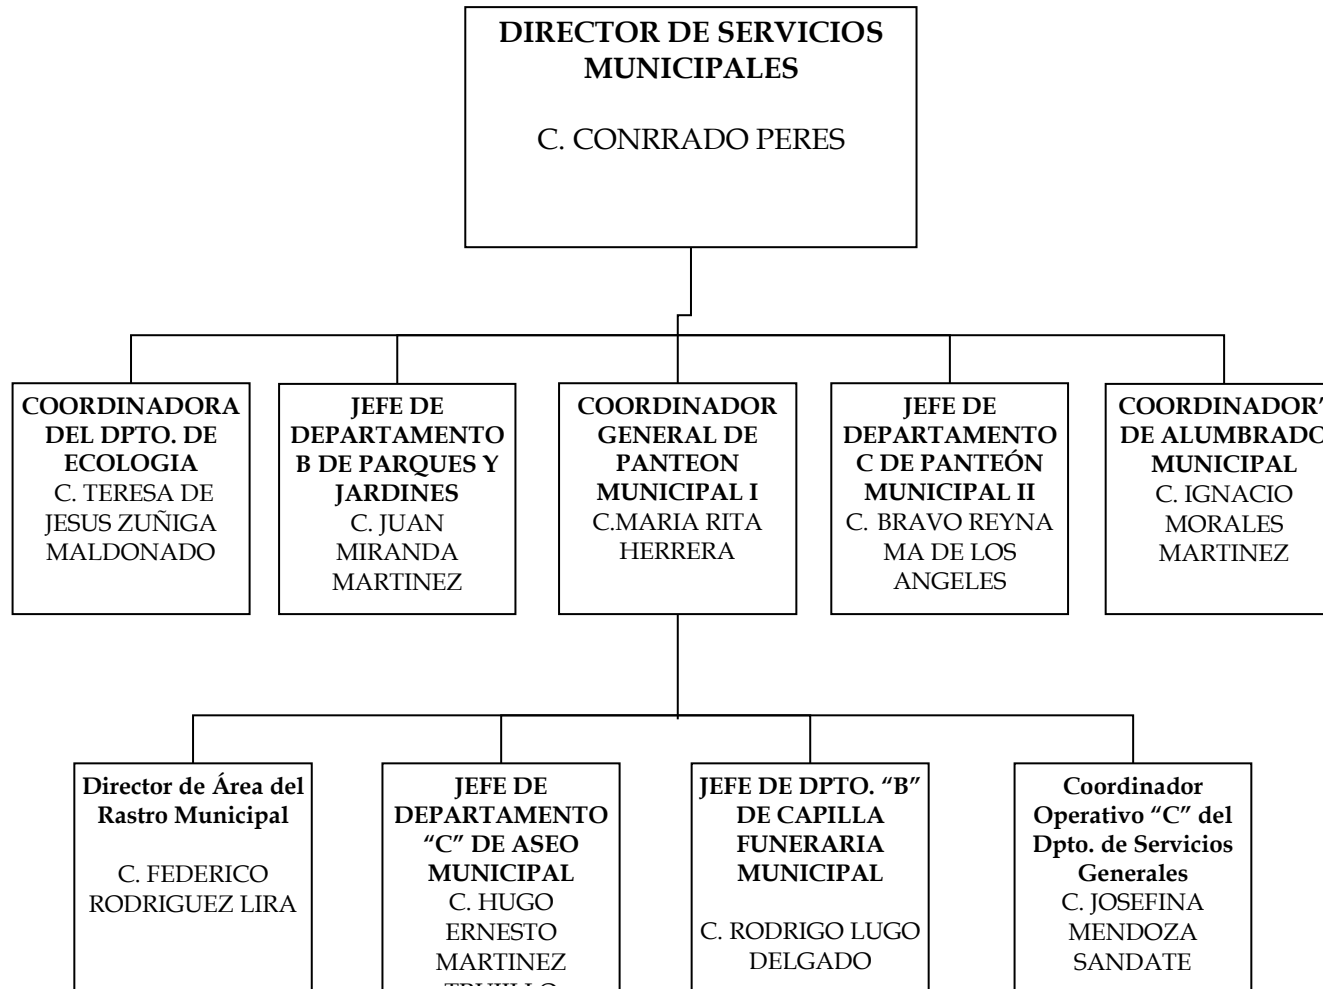 DIRECTOR DE SERVICIOS
MUNICIPALES
C. CONRRADO PERES
COORDINADORA
DEL DPTO. DE
ECOLOGIA
C. TERESA DE
JESUS ZUÑIGA
MALDONADO
JEFE DE
DEPARTAMENTO
B DE PARQUES Y
JARDINES
C. JUAN
MIRANDA
MARTINEZ
COORDINADOR
GENERAL DE
PANTEON
MUNICIPAL I
C.MARIA RITA
HERRERA
JEFE DE
DEPARTAMENTO
C DE PANTEÓN
MUNICIPAL II
C. BRAVO REYNA
MA DE LOS
ANGELES
COORDINADOR"
DE ALUMBRADO
MUNICIPAL
C. IGNACIO
MORALES
MARTINEZ
Director de Área del
Rastro Municipal
C. FEDERICO
RODRIGUEZ LIRA
JEFE DE
DEPARTAMENTO
“C” DE ASEO
MUNICIPAL
C. HUGO
ERNESTO
MARTINEZ
TRUJILLO
JEFE DE DPTO. “B”
DE CAPILLA
FUNERARIA
MUNICIPAL
C. RODRIGO LUGO
DELGADO
Coordinador
Operativo “C” del
Dpto. de Servicios
Generales
C. JOSEFINA
MENDOZA
SANDATE